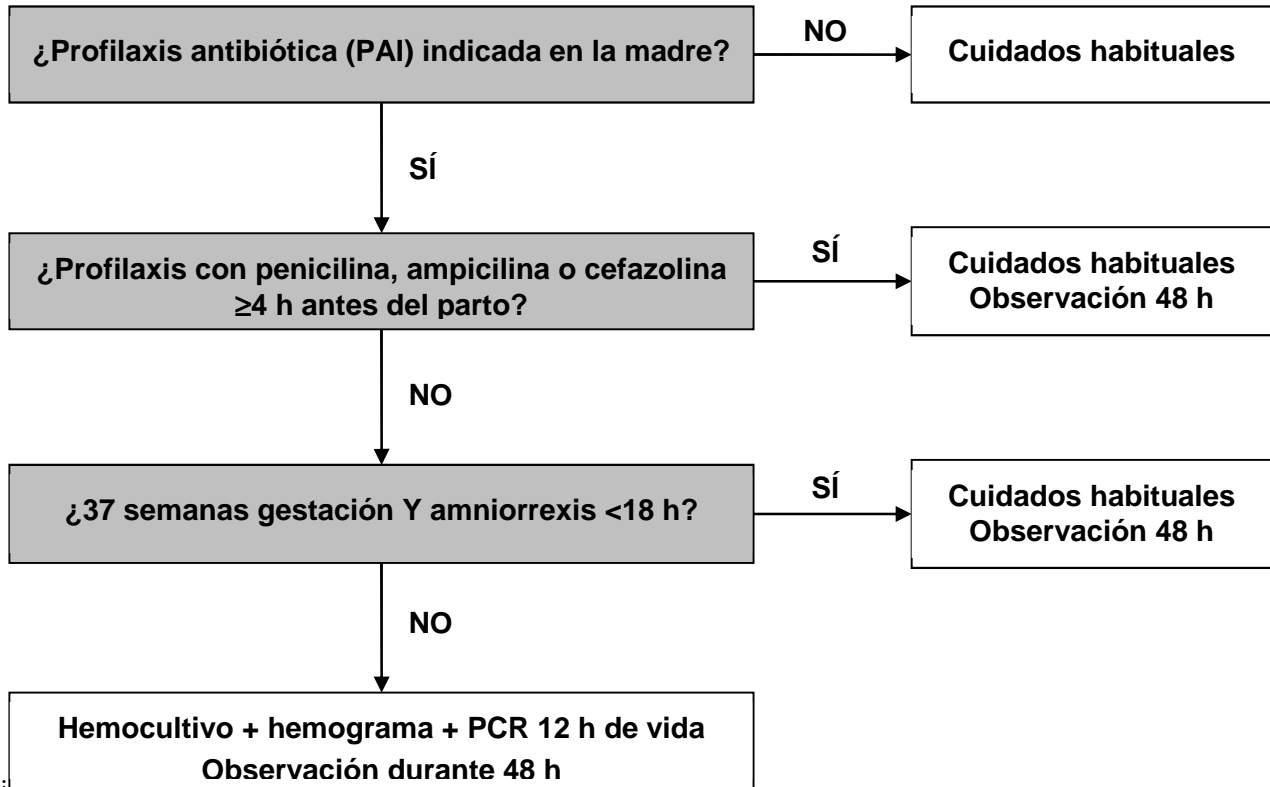 ¿Profilaxis antibiótica (PAI) indicada en la madre?
NO
Cuidados habituales
SÍ
¿Profilaxis con penicilina, ampicilina o cefazolina
≥4 h antes del parto?
SÍ
Cuidados habituales
Observación 48 h
NO
¿37 semanas gestación Y amniorrexis <18 h?
SÍ
Cuidados habituales
Observación 48 h
NO
Hemocultivo + hemograma + PCR 12 h de vida
Observación durante 48 h